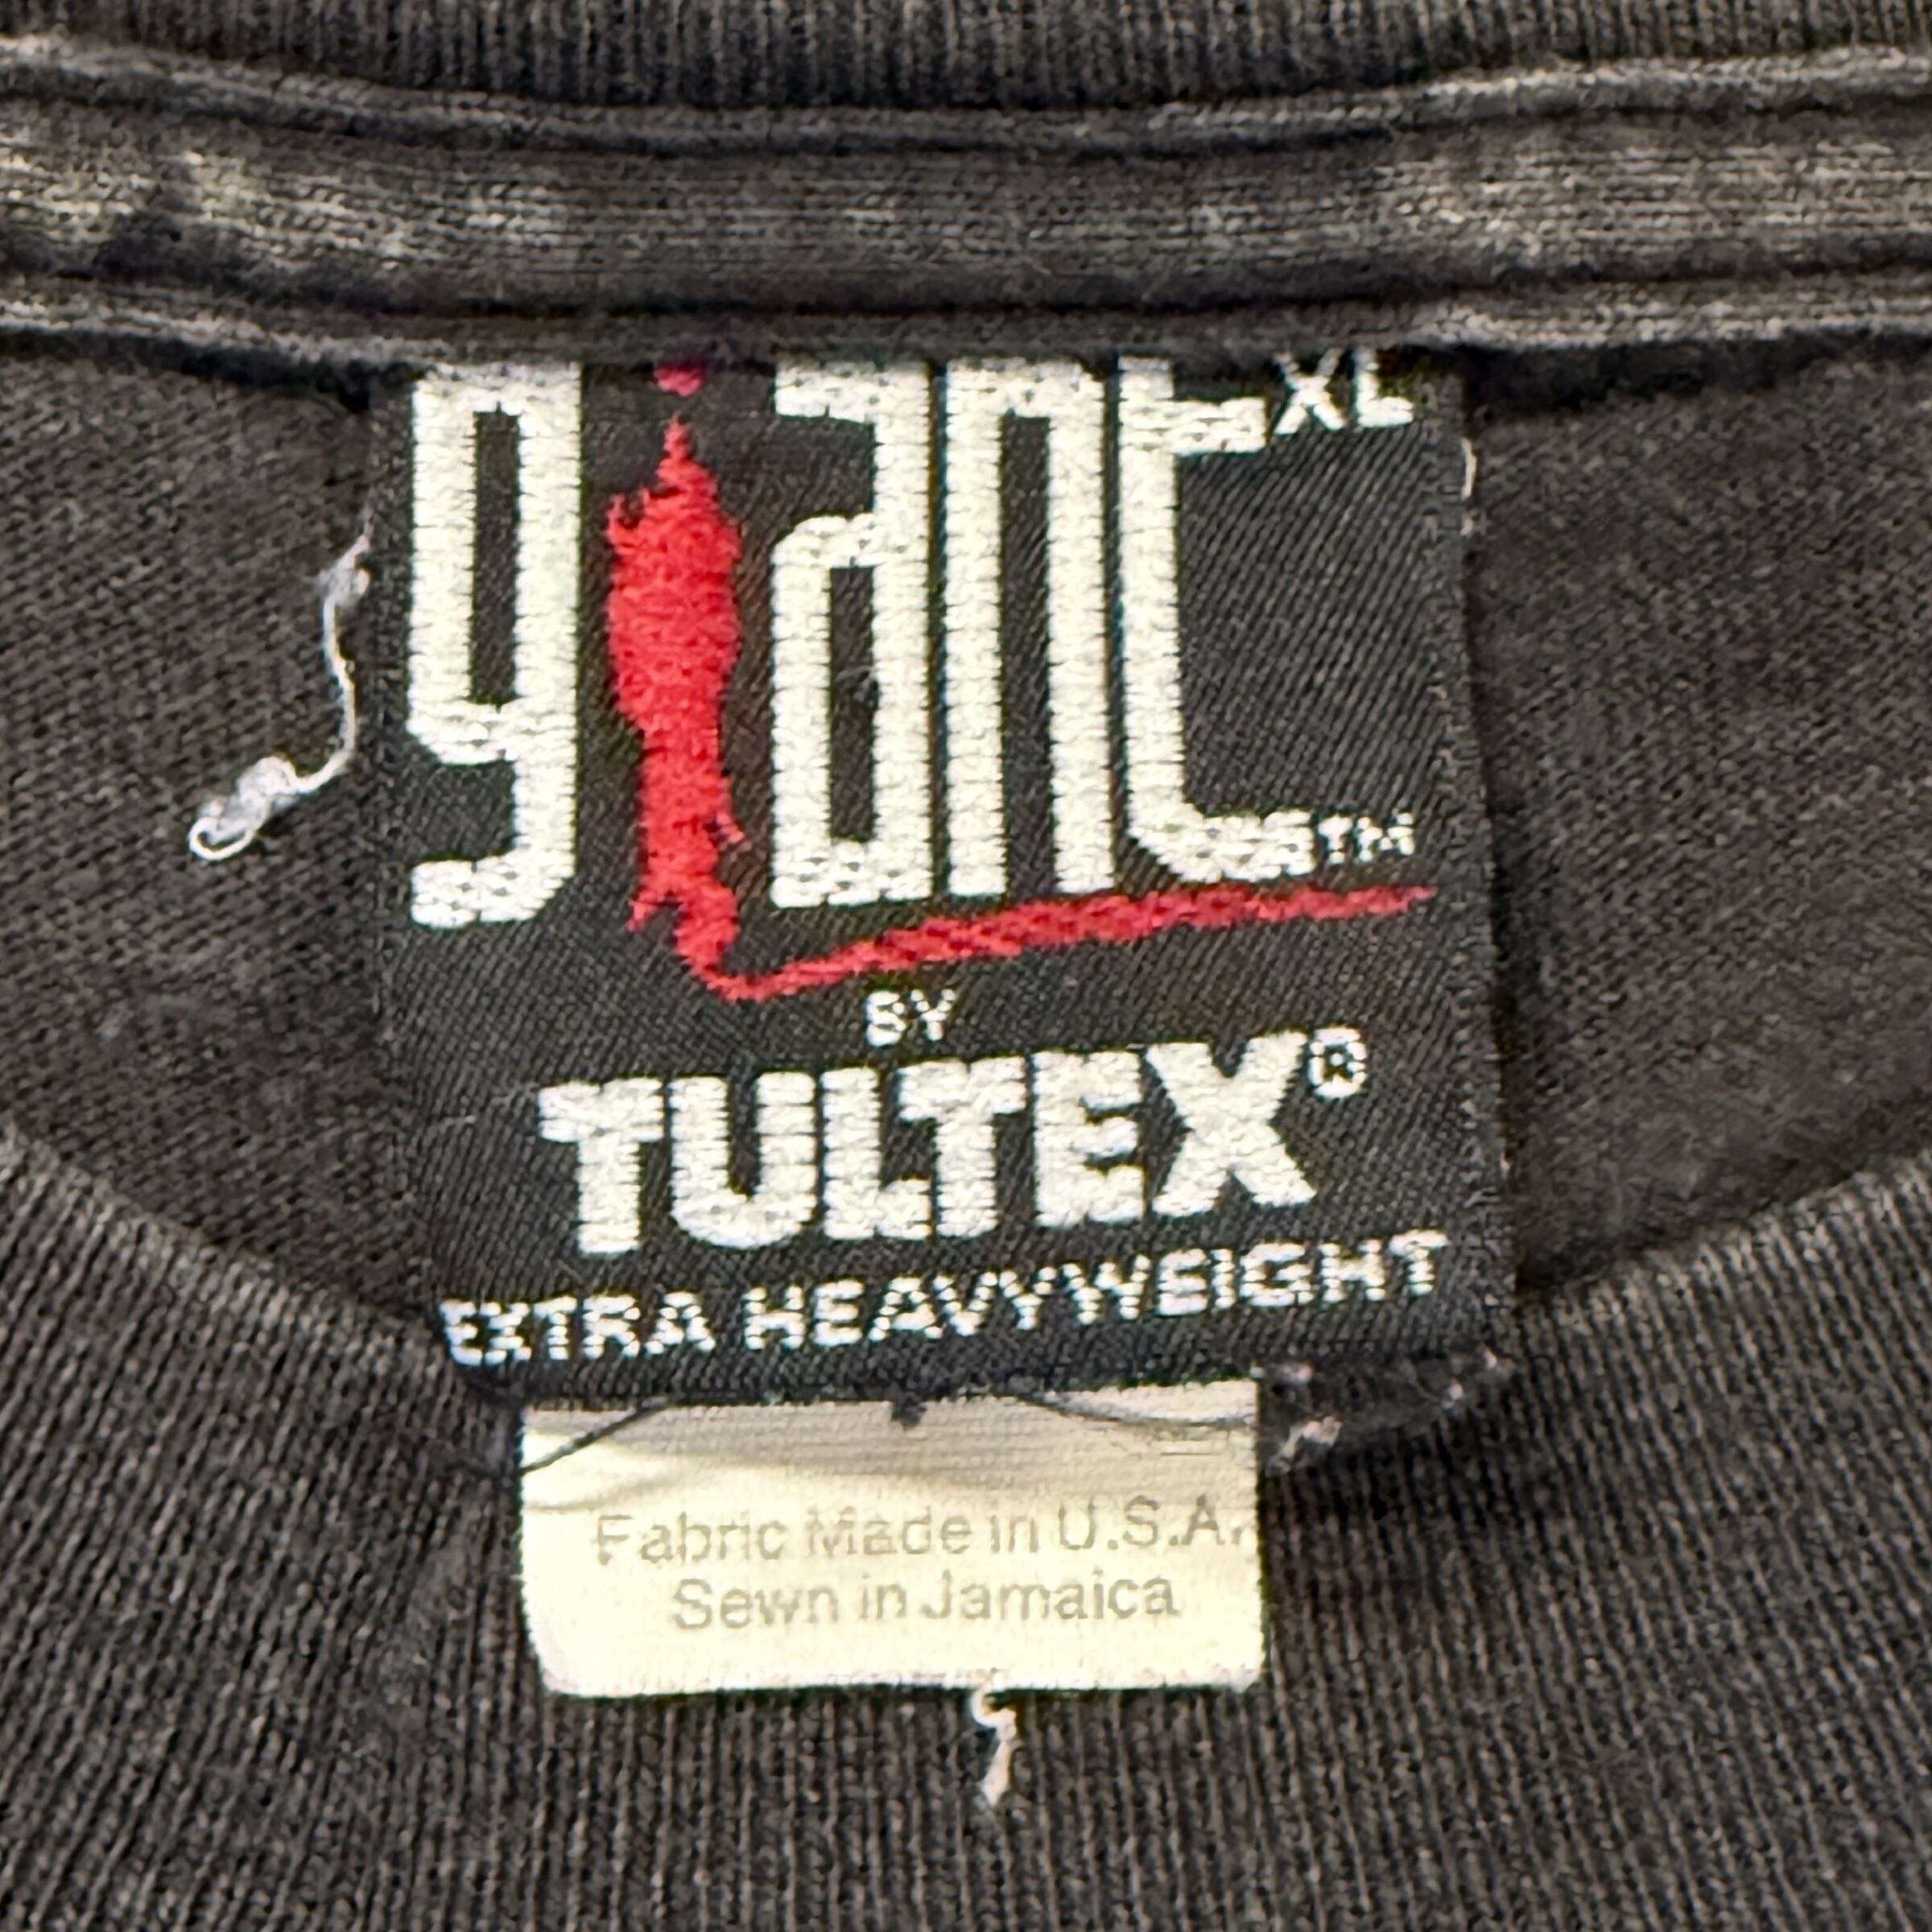 giant XL
TM
BY
TULTEX®
EXTRA HEAVYWEIGHT
Fabric Made in U.S.A.
Sewn in Jamaica